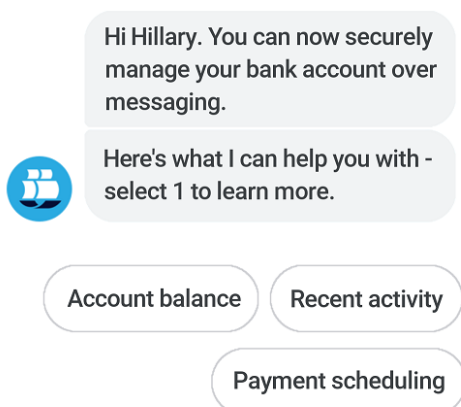 Hi Hillary. You can now securely
manage your bank account over
messaging.
Here's what I can help you with -
select 1 to learn more.
Account balance
Recent activity
Payment scheduling